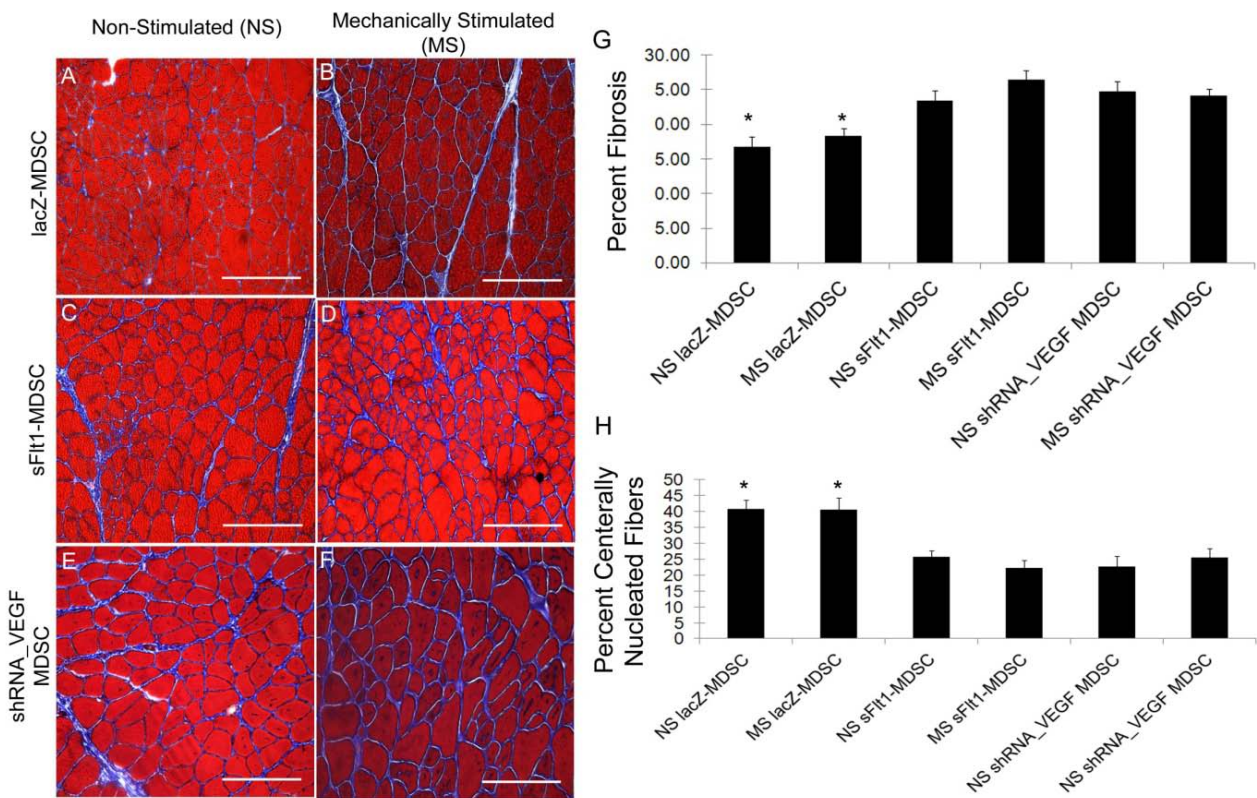 Non-Stimulated (NS)
Mechanically Stimulated
(MS)
lacZ-MDSC
sFlt1-MDSC
shRNA_VEGF
MDSC
A
B
C
D
E
F
G
Percent Fibrosis
30.00
5.00
0.00
5.00
0.00
5.00
0.00
*
*
NS lacZ-MDSC
MS lacZ-MDSC
NS sFlt1-MDSC
MS sFlt1-MDSC
NS shRNA_VEGF MDSC
MS shRNA_VEGF MDSC
H
Percent Centerally
Nucleated Fibers
50
45
40
35
30
25
20
15
10
5
0
*
*
NS lacZ-MDSC
MS lacZ-MDSC
NS sFlt1-MDSC
MS sFlt1-MDSC
NS shRNA_VEGF MDSC
NS shRNA_VEGF MDSC